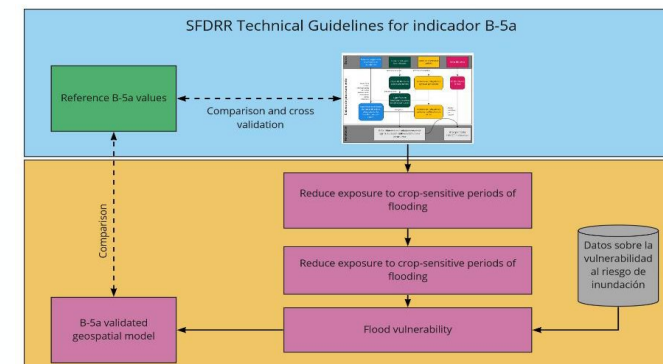 SFDRR Technical Guidelines for indicador B-5a
Reference B-5a values
Comparison and cross
validation
Reduce exposure to crop-sensitive periods of
flooding
Reduce exposure to crop-sensitive periods of
flooding
Datos sobre la
vulnerabilidad
al riesgo de
inundación
Comparison
B-5a validated
geospatial model
Flood vulnerability